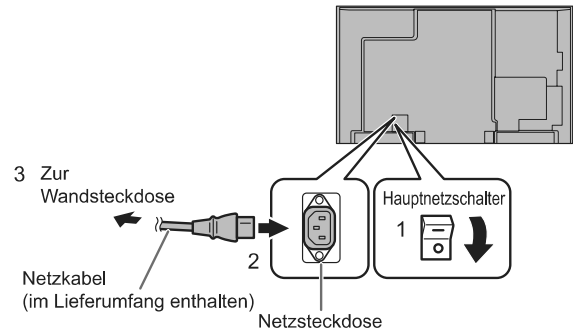 3 Zur
Wandsteckdose
Hauptnetzschalter
1
2
Netzkabel
(im Lieferumfang enthalten)
Netzsteckdose